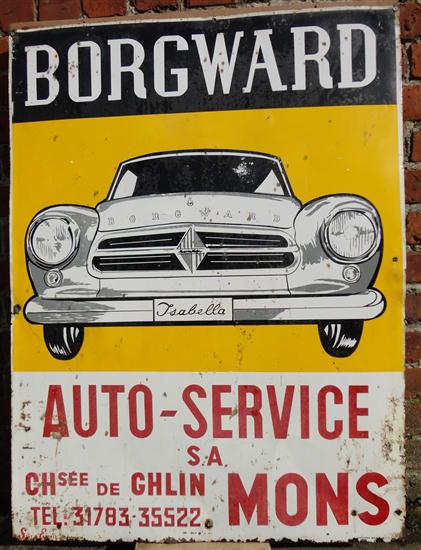 BORGWARD
BORGWARD
Isabella
AUTO-SERVICE
S.A.
CHSÉE DE GHLIN
MONS
TEL: 31783-35522